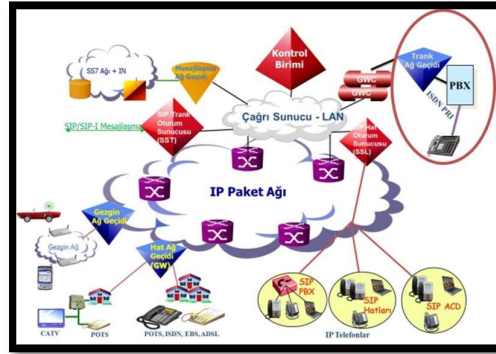 SS7 Ağı + IN
Mesajlaşma
Ağ Geçidi
Kontrol
Birimi
GWC
GWC
Trank
Ağ Geçidi
PBX
ISDN PRI
SIP/SIP-I Mesajlaşma
SIP Trank
Oturum
Sunucusu
(SST)
Çağrı Sunucu - LAN
Hat
Oturum
Sunucusu
(SSL)
IP Paket Ağı
Gezgin
Ağ Geçidi
Gezgin Ağ
Hat Ağ
Geçidi
(GW)
CATV
POTS
POTS, ISDN, EBS, ADSL
SIP
PBX
SIP
Hatları
SIP ACD
IP Telefonlar